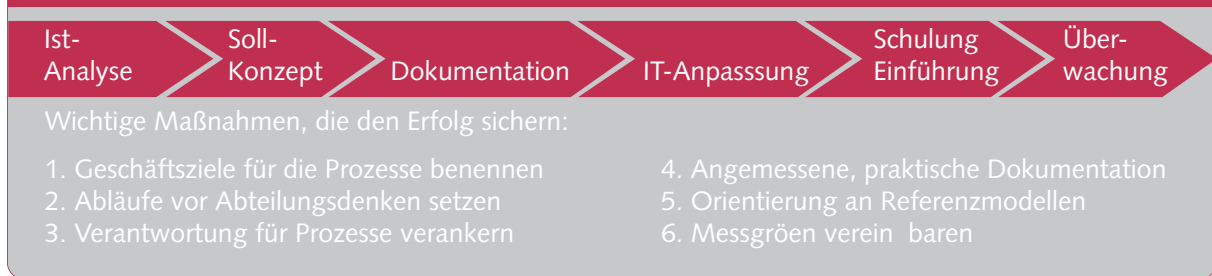 Ist-
Analyse
Soll-
Konzept
Dokumentation
IT-Anpasssung
Schulung
Einführung
Über-
wachung
Wichtige Maßnahmen, die den Erfolg sichern:
1. Geschäftsziele für die Prozesse benennen
2. Abläufe vor Abteilungsdenken setzen
3. Verantwortung für Prozesse verankern
4. Angemessene, praktische Dokumentation
5. Orientierung an Referenzmodellen
6. Messgröen verein baren